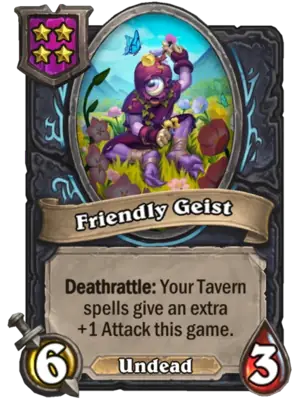 Friendly Geist
Deathrattle: Your Tavern
spells give an extra
+1 Attack this game.
6
Undead
3